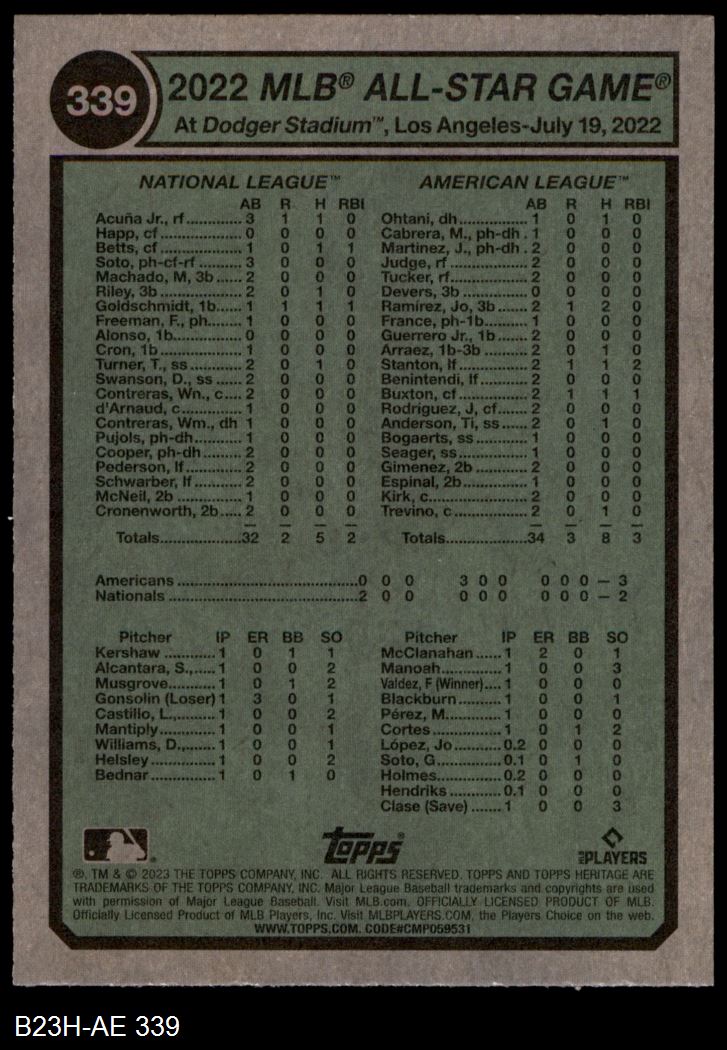 339
2022 MLB® ALL-STAR GAME®
At Dodger Stadium™, Los Angeles-July 19, 2022
NATIONAL LEAGUE™
AB R H RBI
Acuña Jr., rf.............. 3 1 1 0
Happ, cf................... 0 0 0 0
Betts, cf................... 1 0 1 1
Soto, ph-cf-rf .......... 3 0 0 0
Machado, M, 3b ..... 2 0 0 0
Riley, 3b .................. 2 0 1 0
Goldschmidt, 1b...... 1 1 1 1
Freeman, F., ph....... 1 0 0 0
Alonso, 1b............... 0 0 0 0
Cron, 1b .................. 1 0 0 0
Turner, T., ss ........... 2 0 1 0
Swanson, D., ss ...... 2 0 0 0
Contreras, Wn., c.... 2 0 0 0
d'Arnaud, c.............. 1 0 0 0
Contreras, Wm., dh 1 0 0 0
Pujols, ph-dh........... 1 0 0 0
Cooper, ph-dh......... 2 0 0 0
Pederson, lf............. 2 0 0 0
Schwarber, lf........... 2 0 0 0
McNeil, 2b ............... 1 0 0 0
Cronenworth, 2b..... 2 0 0 0
Totals.................... 32 2 5 2
AMERICAN LEAGUE™
AB R H RBI
Ohtani, dh................ 1 0 1 0
Cabrera, M., ph-dh . 1 0 0 0
Martinez, J., ph-dh . 2 0 0 0
Judge, rf.................. 2 0 0 0
Tucker, rf................. 2 0 0 0
Devers, 3b ............... 0 0 0 0
Ramírez, Jo, 3b ....... 2 1 2 0
France, ph-1b.......... 1 0 0 0
Guerrero Jr., 1b ....... 2 0 0 0
Arraez, 1b-3b .......... 2 0 1 0
Stanton, lf................ 2 1 1 2
Benintendi, lf........... 2 0 0 0
Buxton, cf................ 2 1 1 1
Rodriguez, J, cf....... 2 0 0 0
Anderson, Ti, ss...... 2 0 1 0
Bogaerts, ss............ 1 0 0 0
Seager, ss............... 1 0 0 0
Gimenez, 2b ............ 2 0 0 0
Espinal, 2b.............. 1 0 0 0
Kirk, c...................... 2 0 0 0
Trevino, c ................ 2 0 1 0
Totals.................... 34 3 8 3
Americans ........................................ 0 0 0 3 0 0 0 0 0 – 3
Nationals .......................................... 2 0 0 0 0 0 0 0 0 – 2
Pitcher IP ER BB SO
Kershaw ............ 1 0 1 1
Alcantara, S.,..... 1 0 0 2
Musgrove........... 1 0 1 2
Gonsolin (Loser) 1 3 0 1
Castillo, L.,......... 1 0 0 2
Mantiply............. 1 0 0 1
Williams, D.,....... 1 0 0 1
Helsley............... 1 0 0 2
Bednar ............... 1 0 1 0
Pitcher IP ER BB SO
McClanahan ...... 1 2 0 1
Manoah.............. 1 0 0 3
Valdez, F (Winner).... 1 0 0 0
Blackburn........... 1 0 0 1
Pérez, M............. 1 0 0 0
Cortes ................ 1 0 1 2
López, Jo ........... 0.2 0 0 0
Soto, G............... 0.1 0 1 0
Holmes............... 0.2 0 0 0
Hendriks ............ 0.1 0 0 0
Clase (Save) ....... 1 0 0 3
topps®
MLB PLAYERS
®, TM & © 2023 THE TOPPS COMPANY, INC. ALL RIGHTS RESERVED. TOPPS AND TOPPS HERITAGE ARE
TRADEMARKS OF THE TOPPS COMPANY, INC. Major League Baseball trademarks and copyrights are used
with permission of Major League Baseball. Visit MLB.com. OFFICIALLY LICENSED PRODUCT OF MLB.
Officially Licensed Product of MLB Players, Inc. Visit MLBPLAYERS.COM, the Players Choice on the web.
WWW.TOPPS.COM. CODE#CMP059531
B23H-AE 339